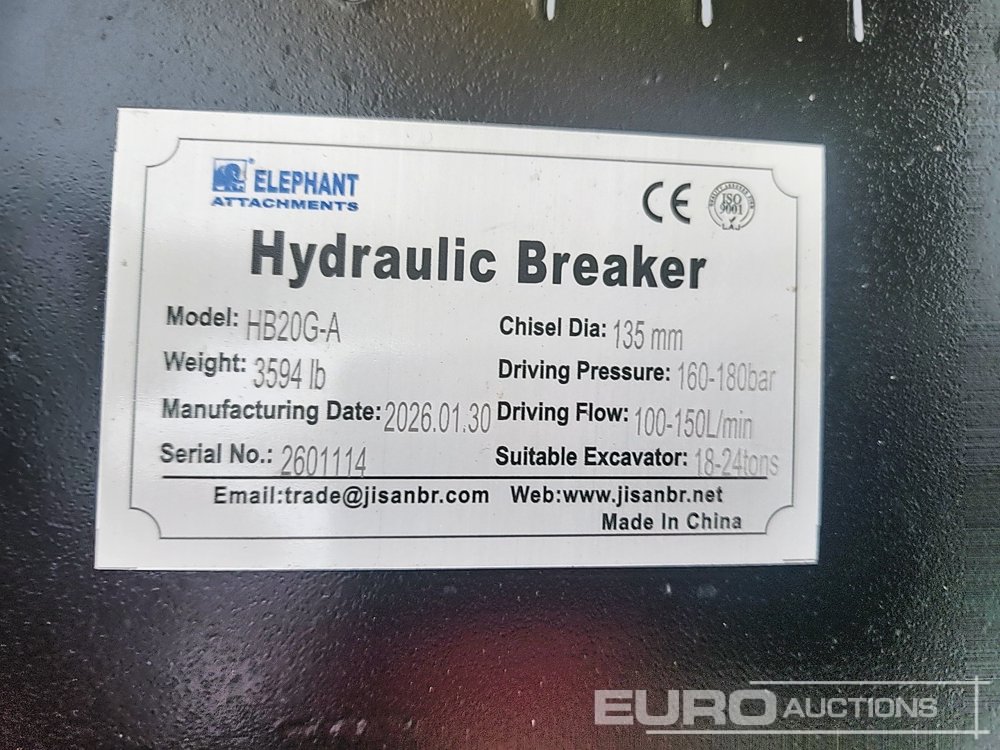 ELEPHANT
ATTACHMENTS
CE
ISO
9001
Hydraulic Breaker
Model: HB20G-A
Chisel Dia: 135 mm
Weight: 3594 lb
Driving Pressure: 160-180bar
Manufacturing Date: 2026.01.30
Driving Flow: 100-150L/min
Serial No.: 2601114
Suitable Excavator: 18-24tons
Email:trade@jisanbr.com Web:www.jisanbr.net
Made In China
EURO AUCTIONS